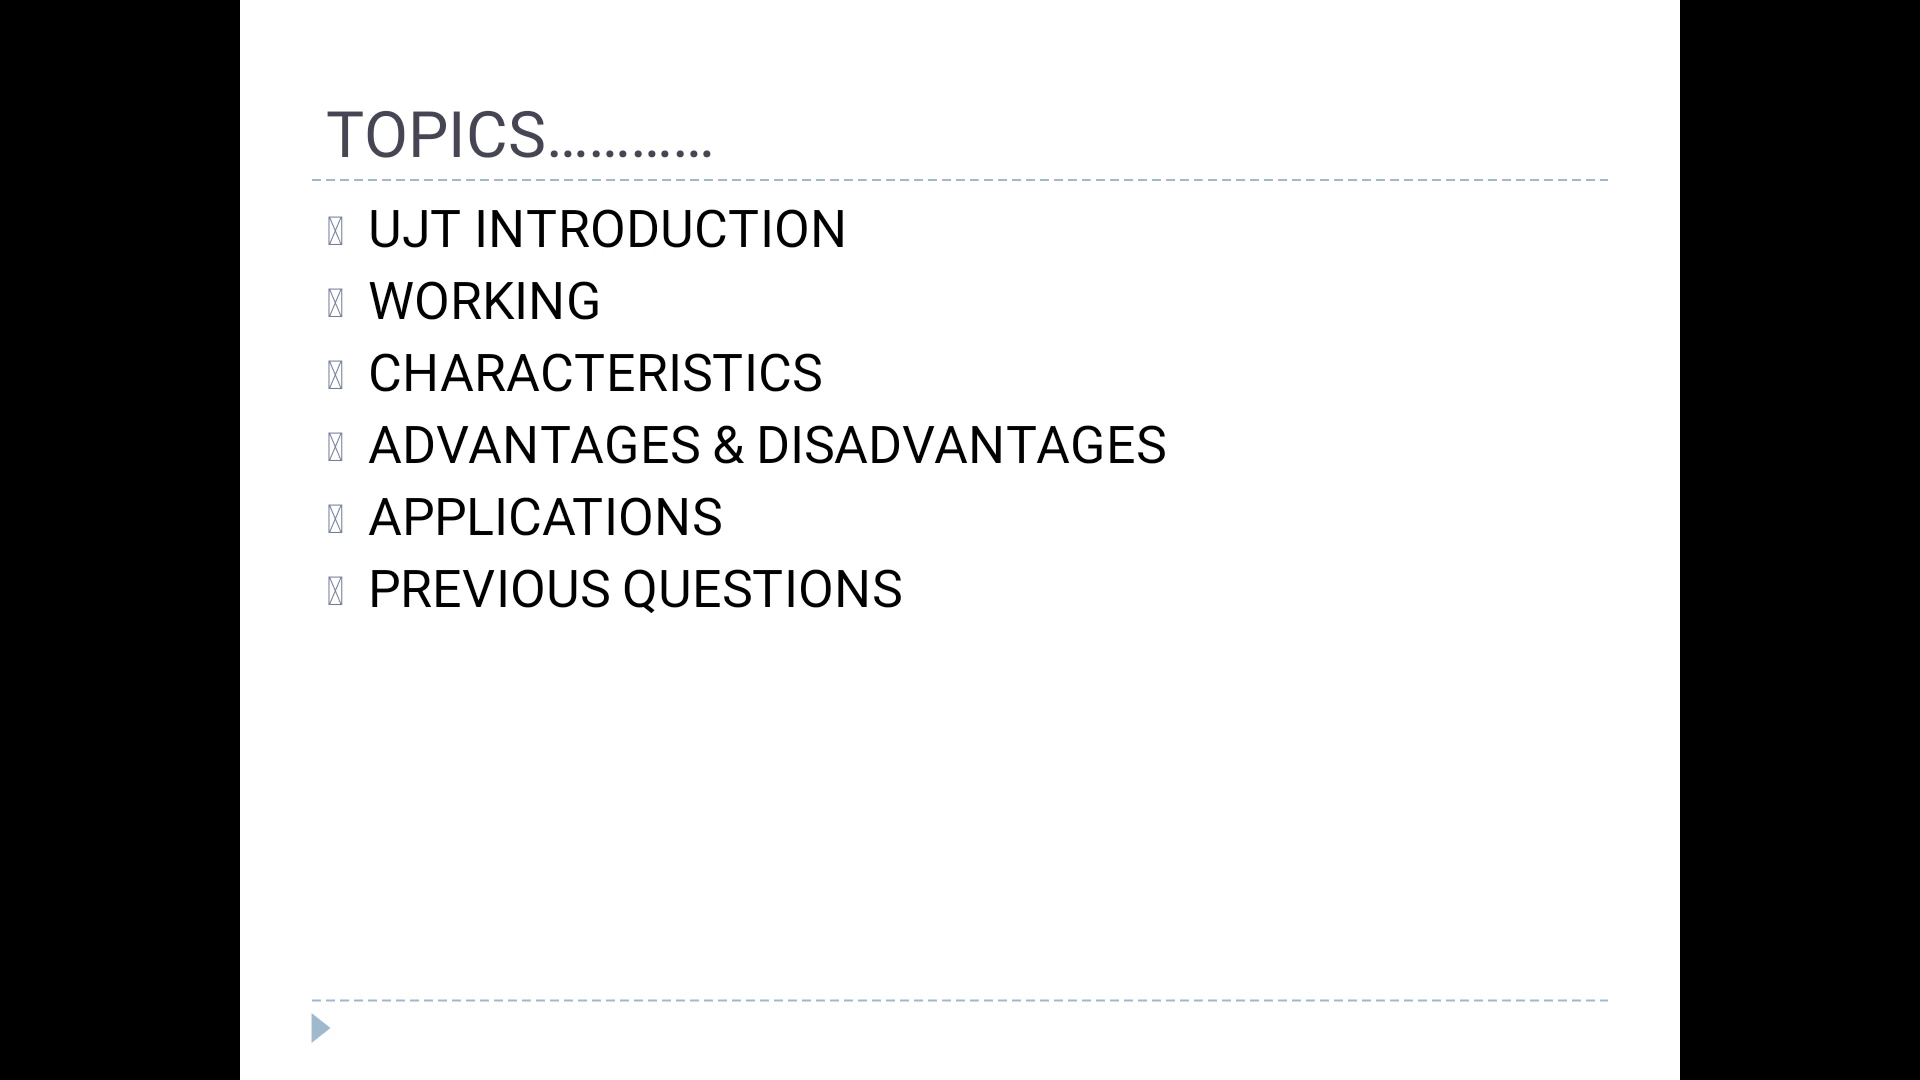 TOPICS…………
UJT INTRODUCTION
WORKING
CHARACTERISTICS
ADVANTAGES & DISADVANTAGES
APPLICATIONS
PREVIOUS QUESTIONS